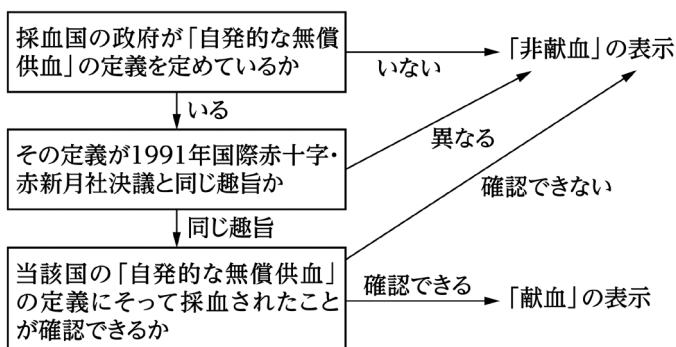 採血国の政府が「自発的な無償
供血」の定義を定めているか
いない
「非献血」の表示
いる
その定義が1991年国際赤十字・
赤新月社決議と同じ趣旨か
異なる
確認できない
同じ趣旨
当該国の「自発的な無償供血」
の定義にそって採血されたこと
が確認できるか
確認できる
「献血」の表示